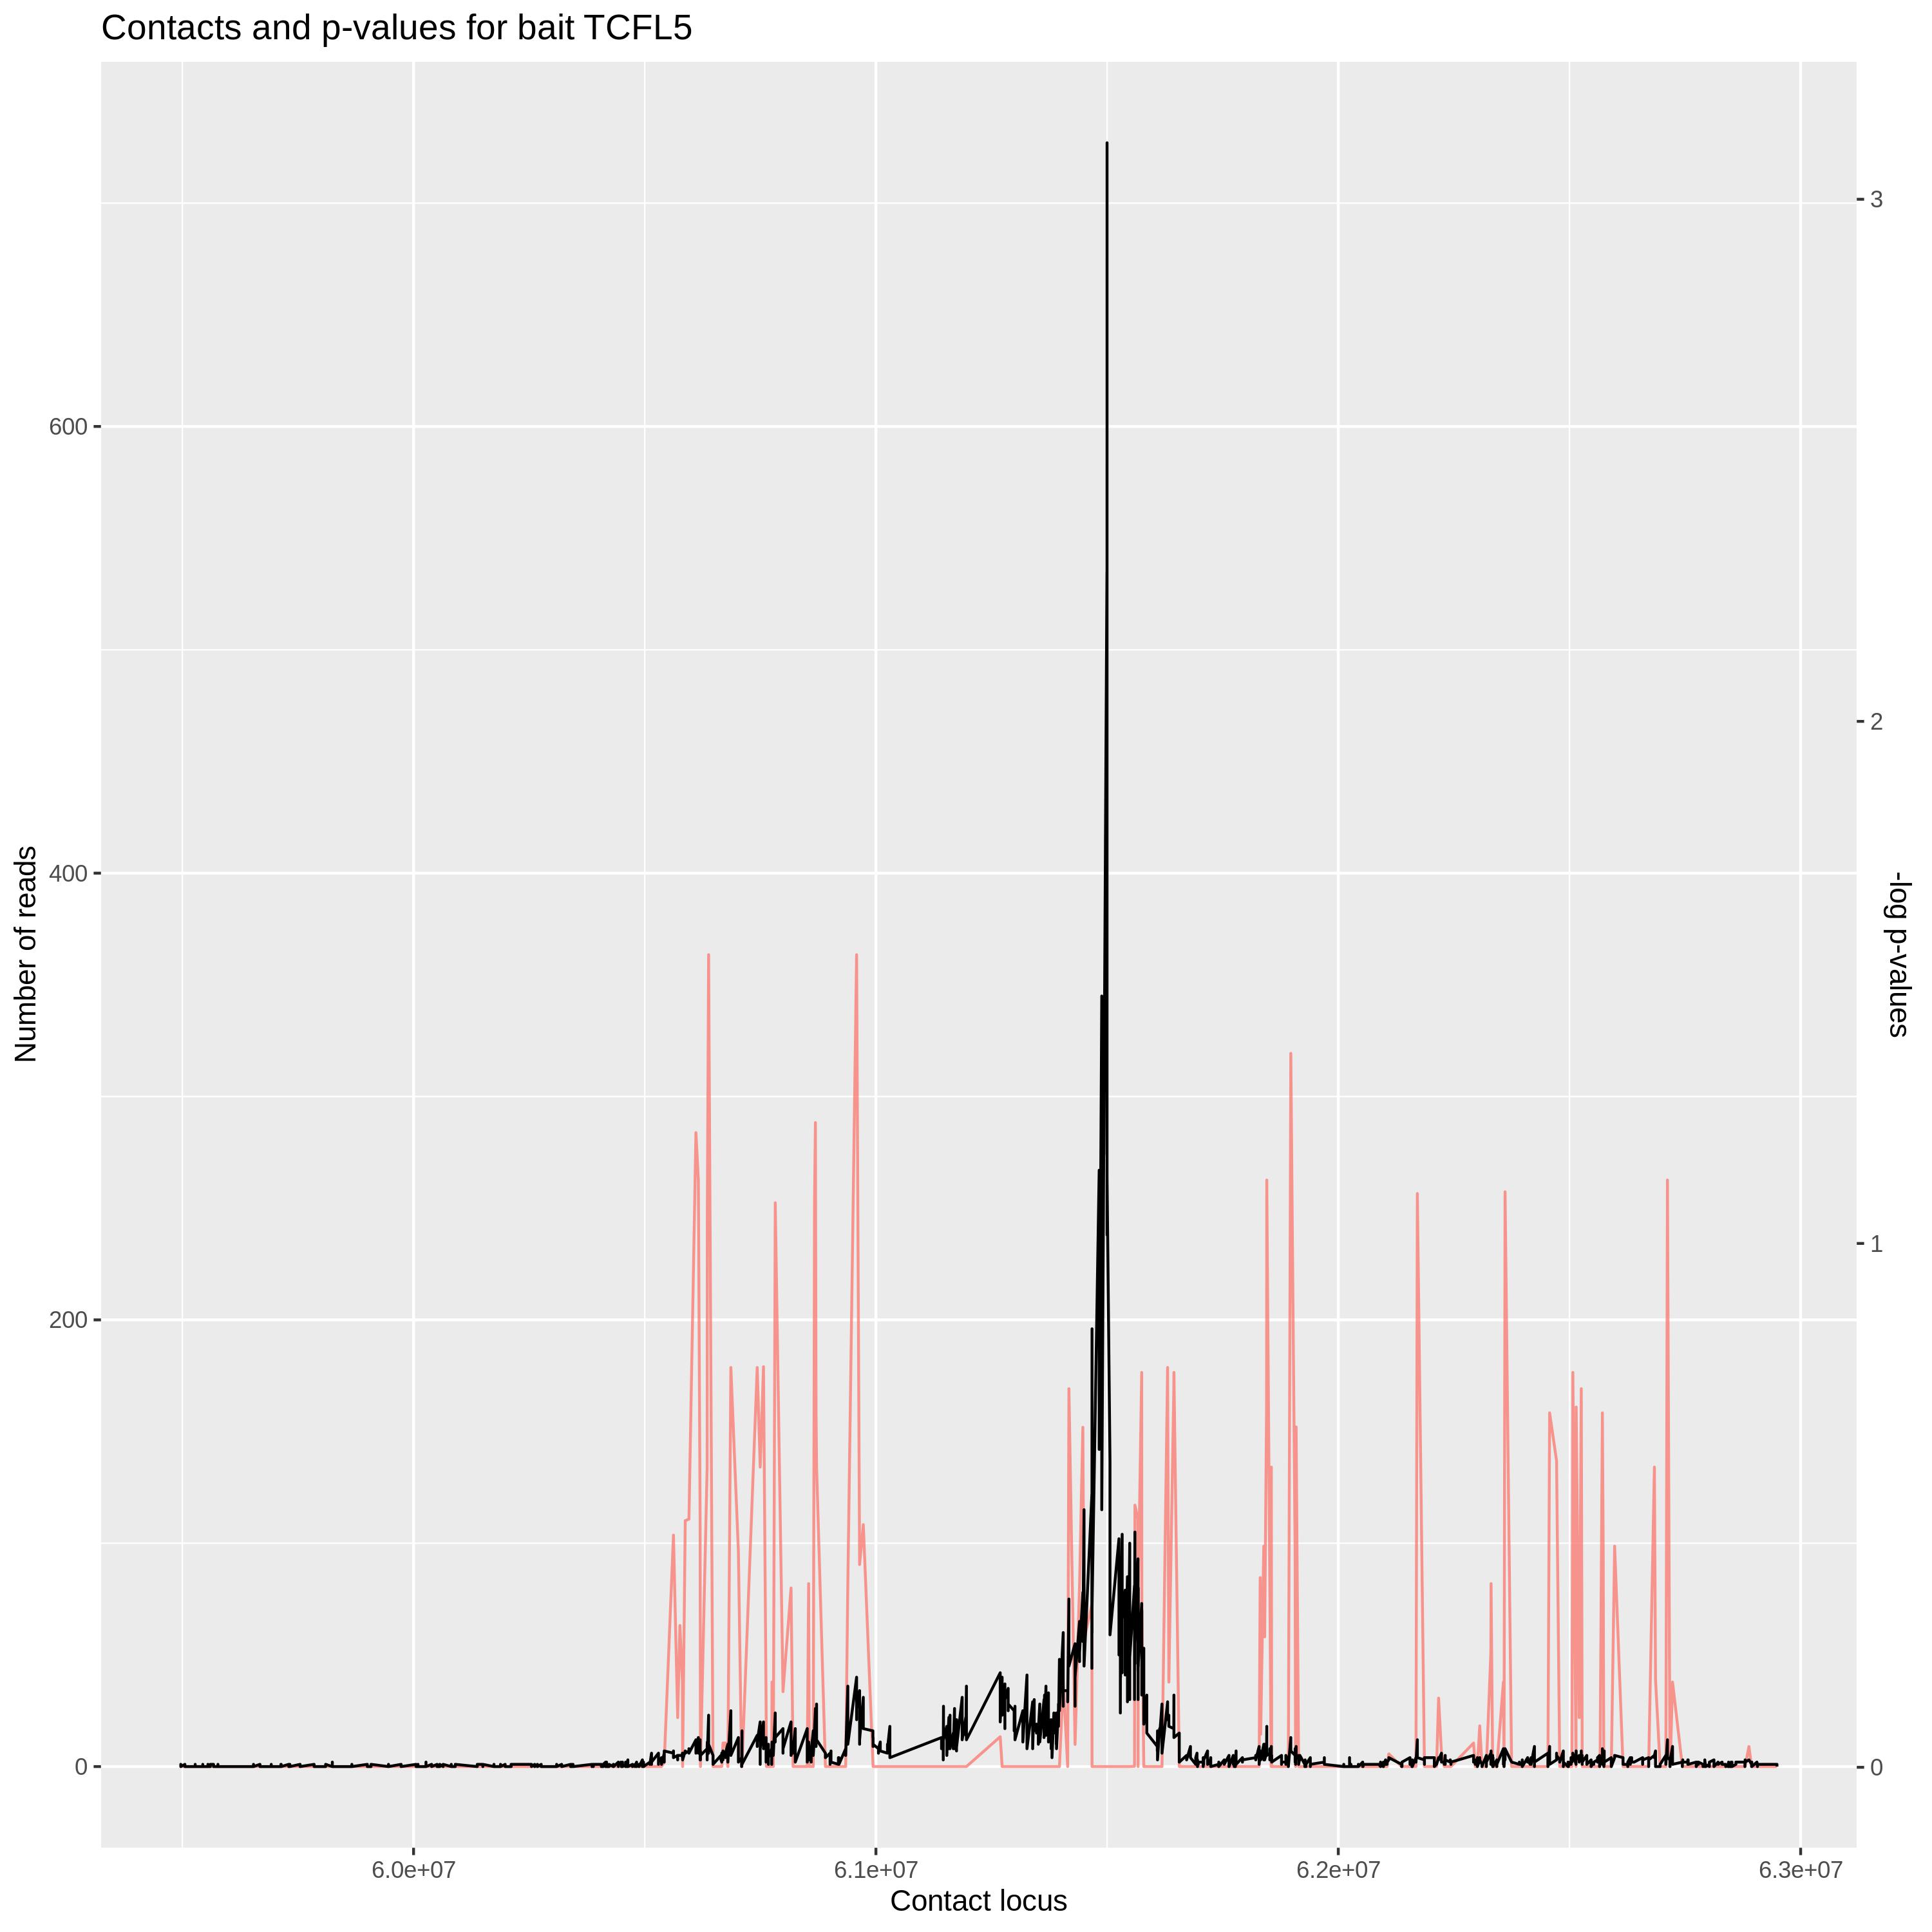 Contacts and p-values for bait TCFL5
Number of reads
600
400
200
0
3
2
1
0
-log p-values
6.0e+07
6.1e+07
6.2e+07
6.3e+07
Contact locus